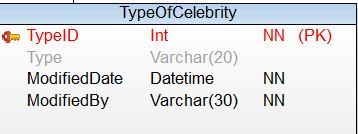 TypeOfCelebrity
TypeID Int NN (PK)
Type Varchar(20)
ModifiedDate Datetime NN
ModifiedBy Varchar(30) NN